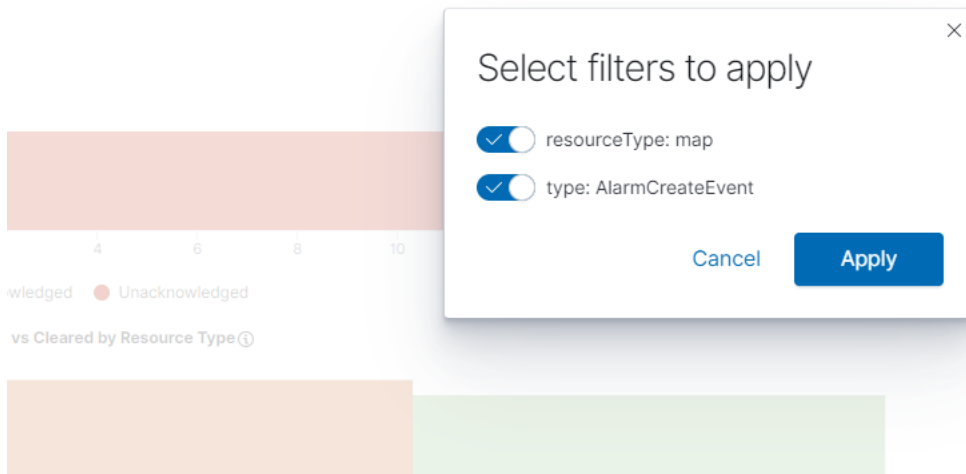 Select filters to apply
resourceType: map
type: AlarmCreateEvent
Cancel Apply
4 6 8 10
wledged Unacknowledged
vs Cleared by Resource Type